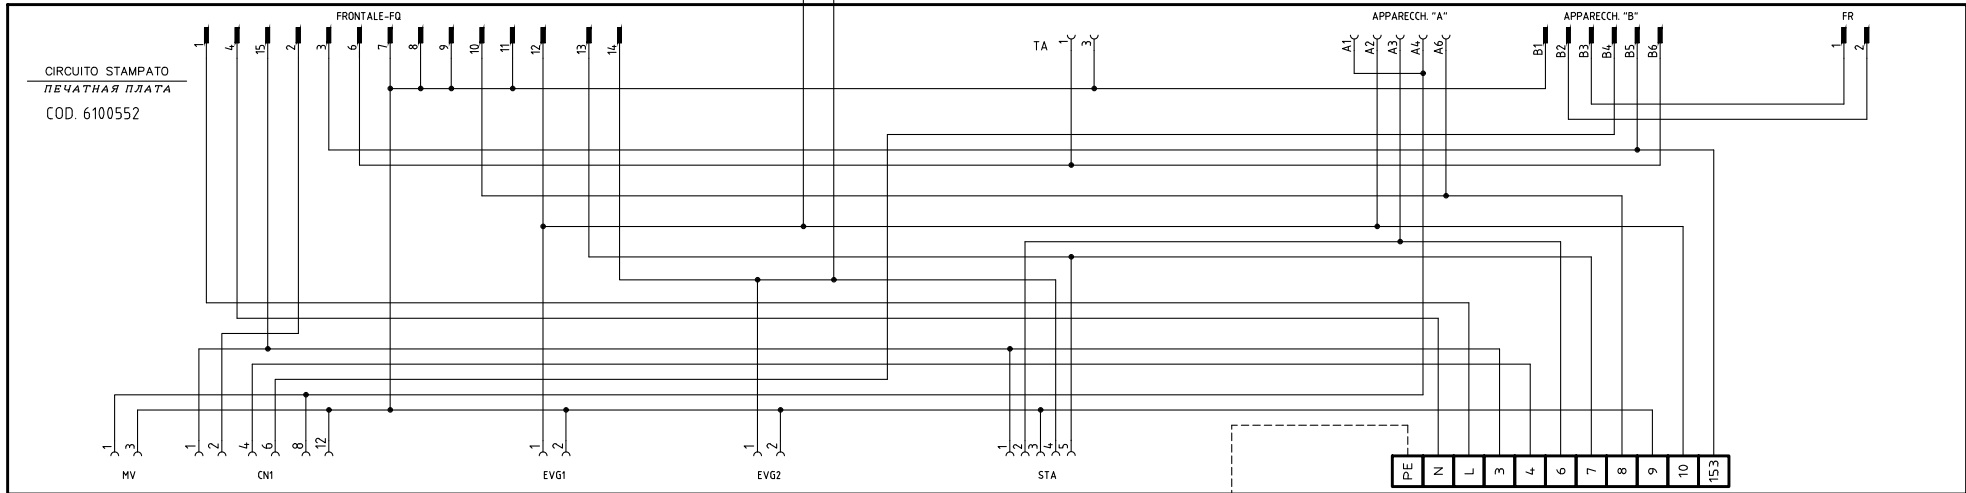 FRONTALE-FQ
APPARECCH. "A"
APPARECCH. "B"
FR
1 4 15 2 3 6 7 8 9 10 11 12 13 14
TA 1 3
A1 A2 A3 A4 A6
B1 B2 B3 B4 B5 B6
1 2
CIRCUITO STAMPATO
ПЕЧАТНАЯ ПЛАТА
COD. 6100552
1 3
1 2 4 6 8 12
1 2
1 2
1 2 3 4 5
PE N L 3 4 6 7 8 9 10 153
MV
CN1
EVG1
EVG2
STA